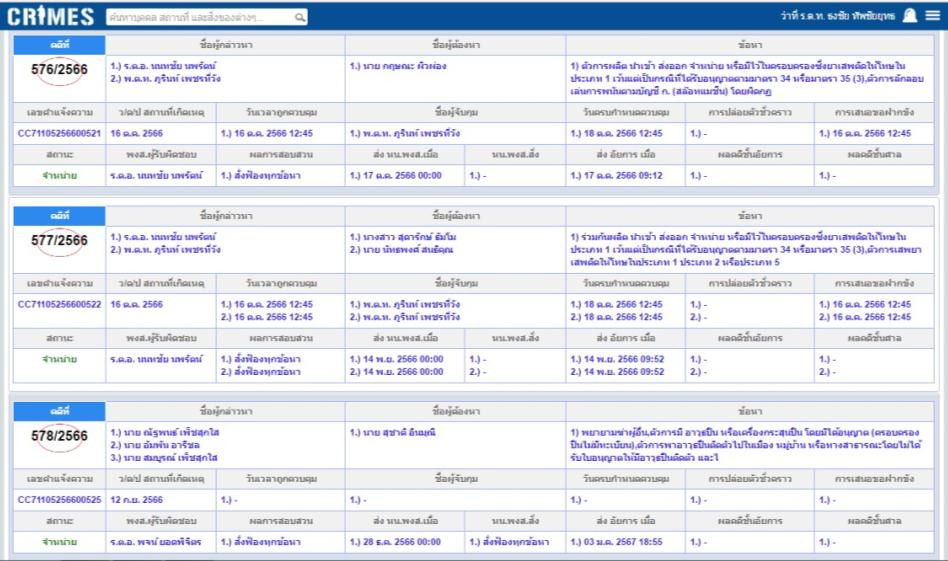 CRIMES ค้นหาบุคคล สถานที่ และสิ่งของต่างๆ... ว่าที่ ร.ต.ท. ธงชัย ทัพชัยยุทธ
คดีที่ ชื่อผู้กล่าวหา ชื่อผู้ต้องหา ข้อหา
576/2566
1.) ร.ต.อ. นนทชัย นพรัตน์
2.) พ.ต.ท. ภูรินท์ เพชรที่วัง
1.) นาย กฤษณะ ผิวผ่อง
1) ตัวการผลิต นำเข้า ส่งออก จำหน่าย หรือมีไว้ในครอบครองซึ่งยาเสพติดให้โทษใน
ประเภท 1 เว้นแต่เป็นกรณีที่ได้รับอนุญาตตามมาตรา 34 หรือมาตรา 35 (3),ตัวการลักลอบ
เล่นการพนันตามบัญชี ก. (สล๊อทแมชีน) โดยผิดกฎ
เลขรับแจ้งความ ว/ด/ป สถานที่เกิดเหตุ วันเวลาถูกควบคุม ชื่อผู้จับกุม วันครบกำหนดควบคุม การปล่อยตัวชั่วคราว การเสนอขอฝากขัง
CC71105256600521 16 ต.ค. 2566 1.) 16 ต.ค. 2566 12:45 1.) พ.ต.ท. ภูรินท์ เพชรที่วัง 1.) 18 ต.ค. 2566 12:45 1.) - 1.) 16 ต.ค. 2566 12:45
สถานะ พงส.ผู้รับผิดชอบ ผลการสอบสวน ส่ง หน.พงส.เมื่อ หน.พงส.สั่ง ส่ง อัยการ เมื่อ ผลคดีชั้นอัยการ ผลคดีชั้นศาล
จำหน่าย ร.ต.อ. นนทชัย นพรัตน์ 1.) สั่งฟ้องทุกข้อหา 1.) 17 ต.ค. 2566 00:00 1.) - 1.) 17 ต.ค. 2566 09:12 1.) - 1.) -
คดีที่ ชื่อผู้กล่าวหา ชื่อผู้ต้องหา ข้อหา
577/2566
1.) ร.ต.อ. นนทชัย นพรัตน์
2.) พ.ต.ท. ภูรินท์ เพชรที่วัง
1.) นางสาว สุดารักษ์ ธิมโม
2.) นาย นัทธพงศ์ สนธิคุณ
1) ร่วมกันผลิต นำเข้า ส่งออก จำหน่าย หรือมีไว้ในครอบครองซึ่งยาเสพติดให้โทษใน
ประเภท 1 เว้นแต่เป็นกรณีที่ได้รับอนุญาตตามมาตรา 34 หรือมาตรา 35 (3),ตัวการเสพยา
เสพติดให้โทษในประเภท 1 ประเภท 2 หรือประเภท 5
เลขรับแจ้งความ ว/ด/ป สถานที่เกิดเหตุ วันเวลาถูกควบคุม ชื่อผู้จับกุม วันครบกำหนดควบคุม การปล่อยตัวชั่วคราว การเสนอขอฝากขัง
CC71105256600522 16 ต.ค. 2566 1.) 16 ต.ค. 2566 12:45 1.) พ.ต.ท. ภูรินท์ เพชรที่วัง 1.) 18 ต.ค. 2566 12:45 1.) - 1.) 16 ต.ค. 2566 12:45
2.) 16 ต.ค. 2566 12:45 2.) พ.ต.ท. ภูรินท์ เพชรที่วัง 2.) 18 ต.ค. 2566 12:45 2.) - 2.) 16 ต.ค. 2566 12:45
สถานะ พงส.ผู้รับผิดชอบ ผลการสอบสวน ส่ง หน.พงส.เมื่อ หน.พงส.สั่ง ส่ง อัยการ เมื่อ ผลคดีชั้นอัยการ ผลคดีชั้นศาล
จำหน่าย ร.ต.อ. นนทชัย นพรัตน์ 1.) สั่งฟ้องทุกข้อหา 1.) 14 พ.ย. 2566 00:00 1.) - 1.) 14 พ.ย. 2566 09:52 1.) - 1.) -
2.) สั่งฟ้องทุกข้อหา 2.) 14 พ.ย. 2566 00:00 2.) - 2.) 14 พ.ย. 2566 09:52 2.) - 2.) -
คดีที่ ชื่อผู้กล่าวหา ชื่อผู้ต้องหา ข้อหา
578/2566
1.) นาย ณัฐพนธ์ เพ็ชสุกใส
2.) นาย อัมพัน อารีชล
3.) นาย สมบูรณ์ เพ็ชสุกใส
1.) นาย สุชาติ อินมุณี
1) พยายามฆ่าผู้อื่น,ตัวการมี อาวุธปืน หรือเครื่องกระสุนปืน โดยมิได้อนุญาต (ครอบครอง
ปืนไม่มีทะเบียน),ตัวการพาอาวุธปืนติดตัวไปในเมือง หมู่บ้าน หรือทางสาธารณะโดยไม่ได้
รับใบอนุญาตให้มีอาวุธปืนติดตัว และไ
เลขรับแจ้งความ ว/ด/ป สถานที่เกิดเหตุ วันเวลาถูกควบคุม ชื่อผู้จับกุม วันครบกำหนดควบคุม การปล่อยตัวชั่วคราว การเสนอขอฝากขัง
CC71105256600525 12 ก.ย. 2566 1.) - 1.) - 1.) - 1.) - 1.) -
สถานะ พงส.ผู้รับผิดชอบ ผลการสอบสวน ส่ง หน.พงส.เมื่อ หน.พงส.สั่ง ส่ง อัยการ เมื่อ ผลคดีชั้นอัยการ ผลคดีชั้นศาล
จำหน่าย ร.ต.อ. พจน์ ยอดพิจิตร 1.) สั่งฟ้องทุกข้อหา 1.) 28 ธ.ค. 2566 00:00 1.) สั่งฟ้องทุกข้อหา 1.) 03 ม.ค. 2567 18:55 1.) - 1.) -